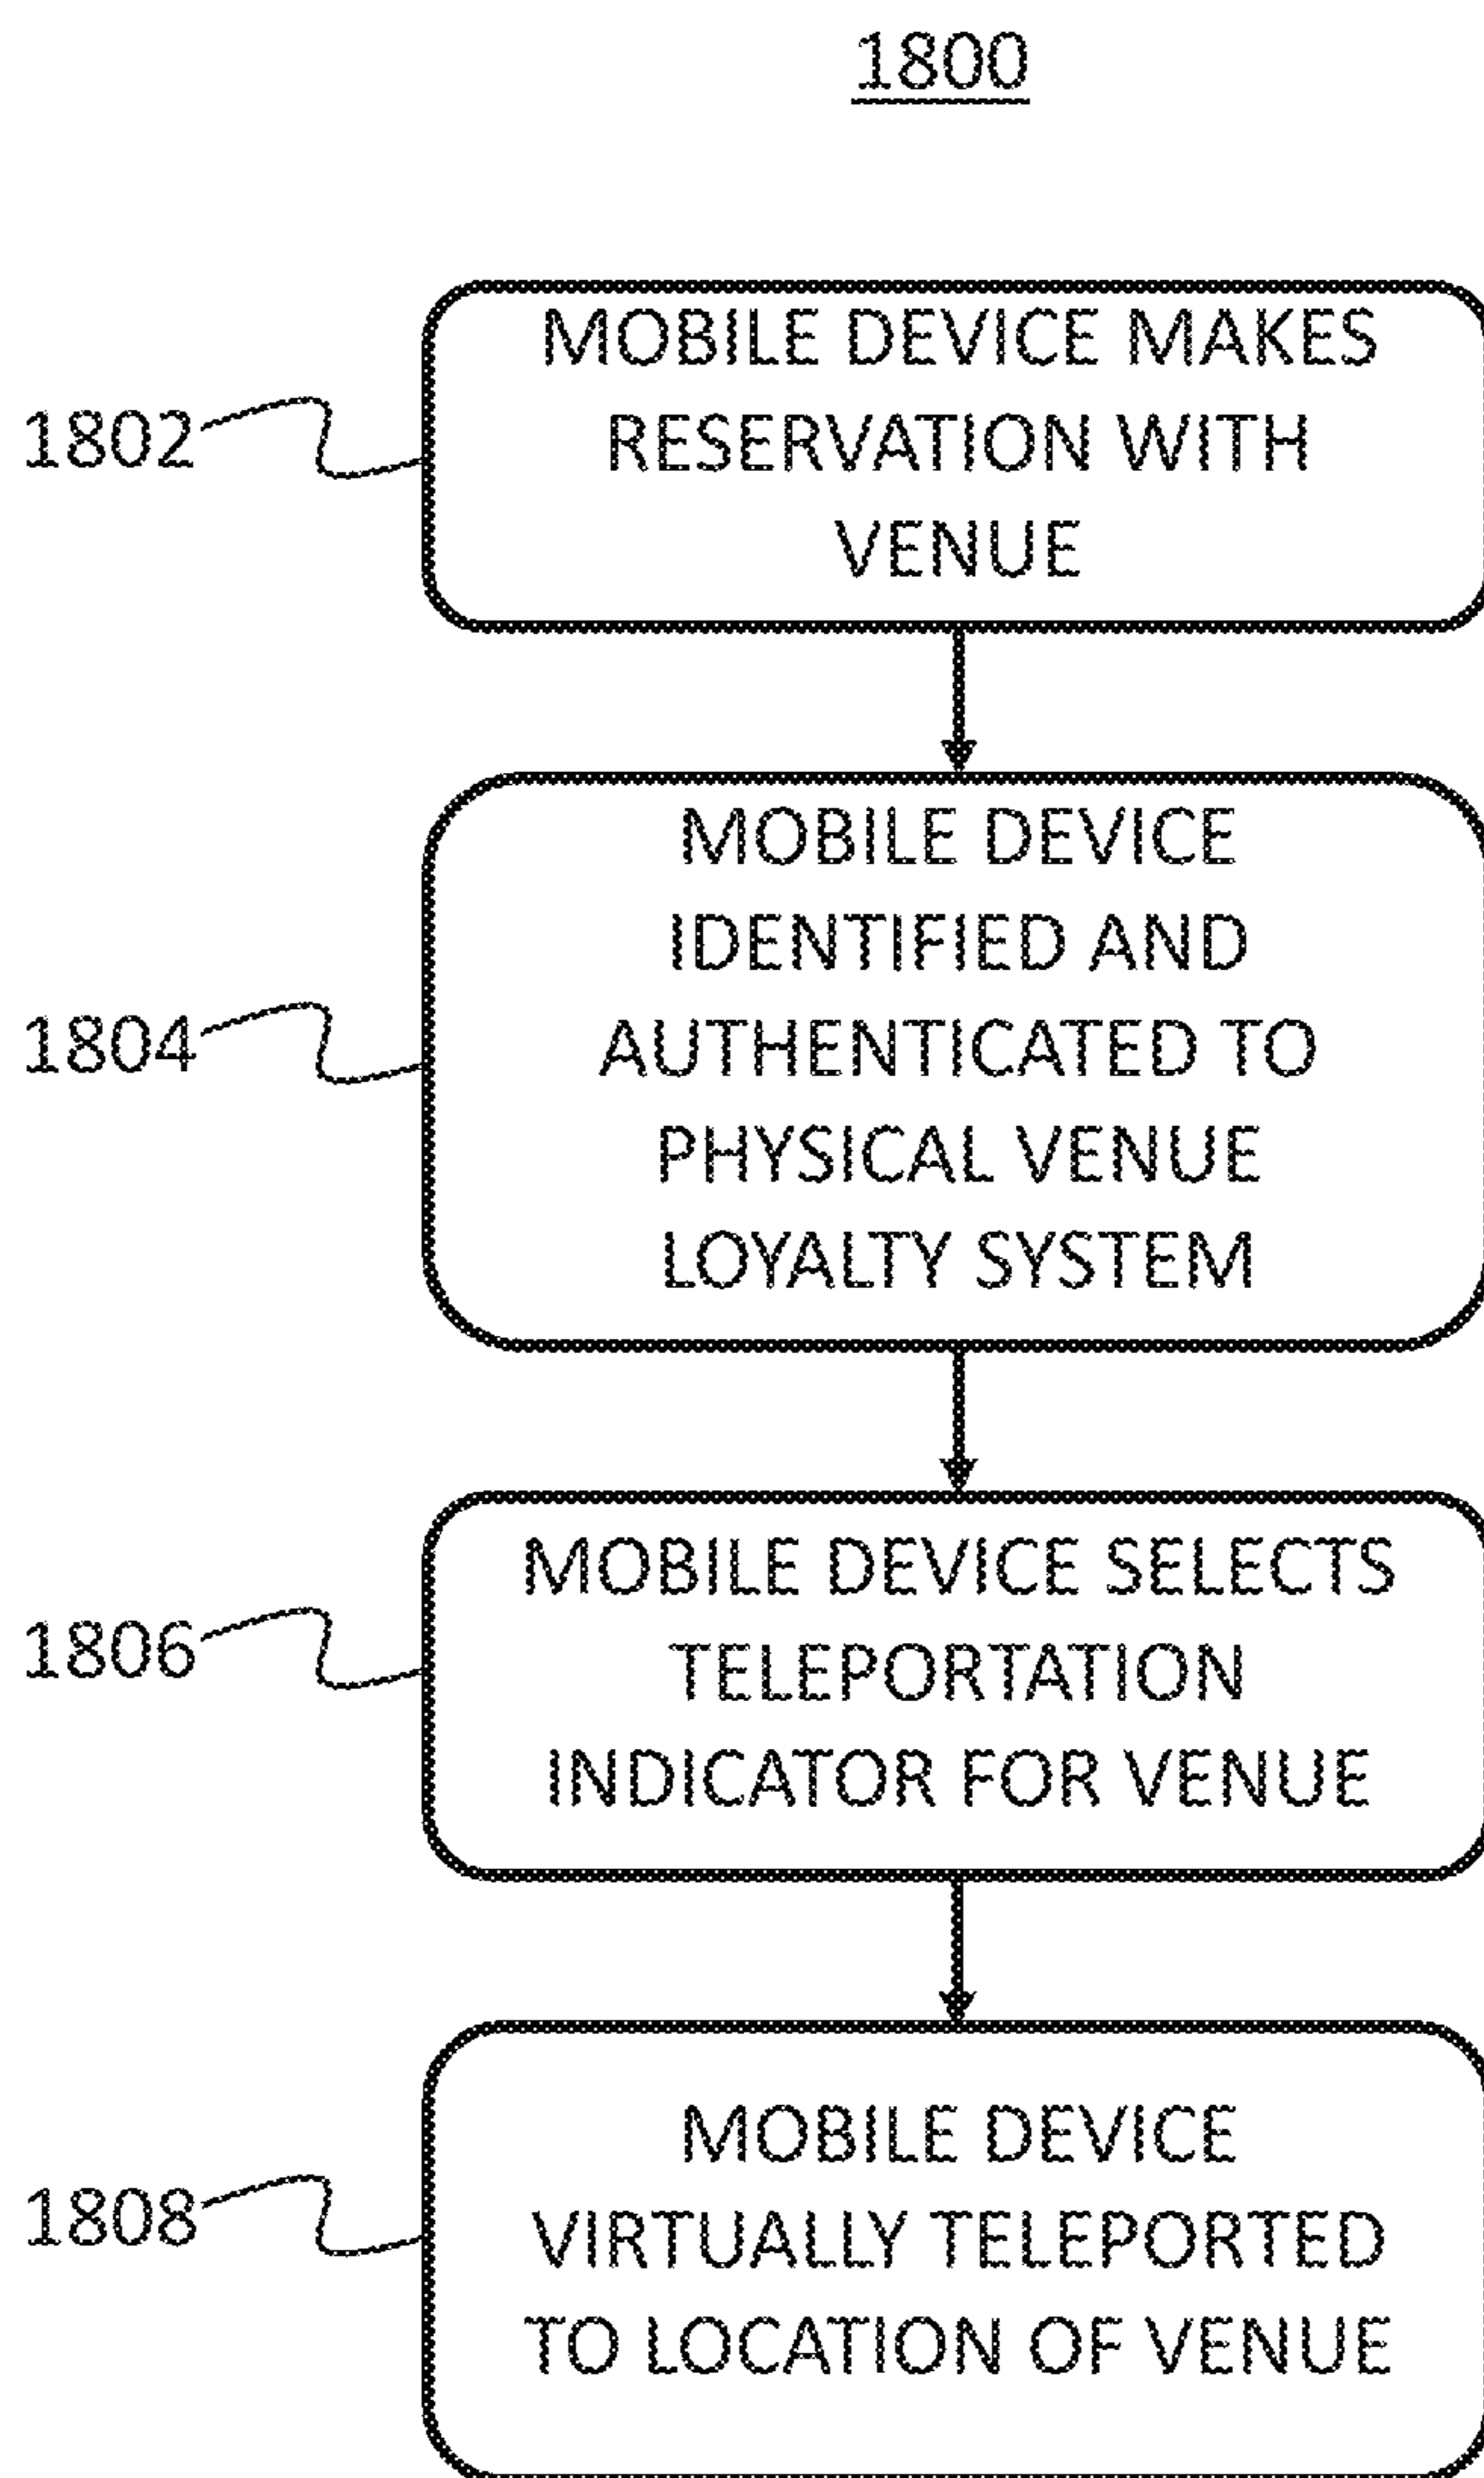 1800
MOBILE DEVICE MAKES
RESERVATION WITH
VENUE
1802
MOBILE DEVICE
IDENTIFIED AND
AUTHENTICATED TO
PHYSICAL VENUE
LOYALTY SYSTEM
1804
MOBILE DEVICE SELECTS
TELEPORTATION
INDICATOR FOR VENUE
1806
MOBILE DEVICE
VIRTUALLY TELEPORTED
TO LOCATION OF VENUE
1808